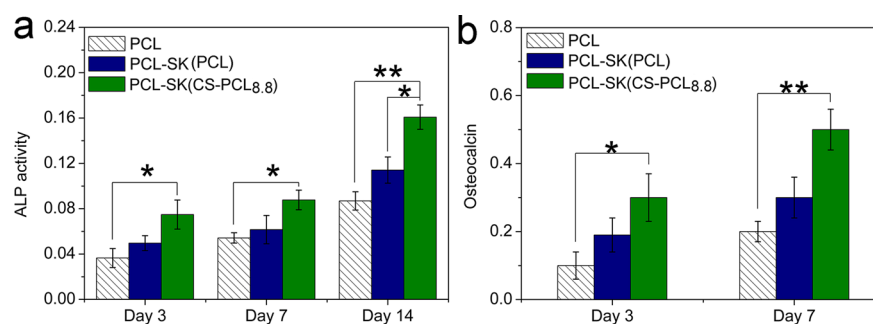 a
ALP activity
0.24
0.20
0.16
0.12
0.08
0.04
0.00
PCL
PCL-SK(PCL)
PCL-SK(CS-PCL8.8)
*
*
**
*
Day 3
Day 7
Day 14
b
Osteocalcin
0.8
0.6
0.4
0.2
0.0
PCL
PCL-SK(PCL)
PCL-SK(CS-PCL8.8)
*
**
Day 3
Day 7